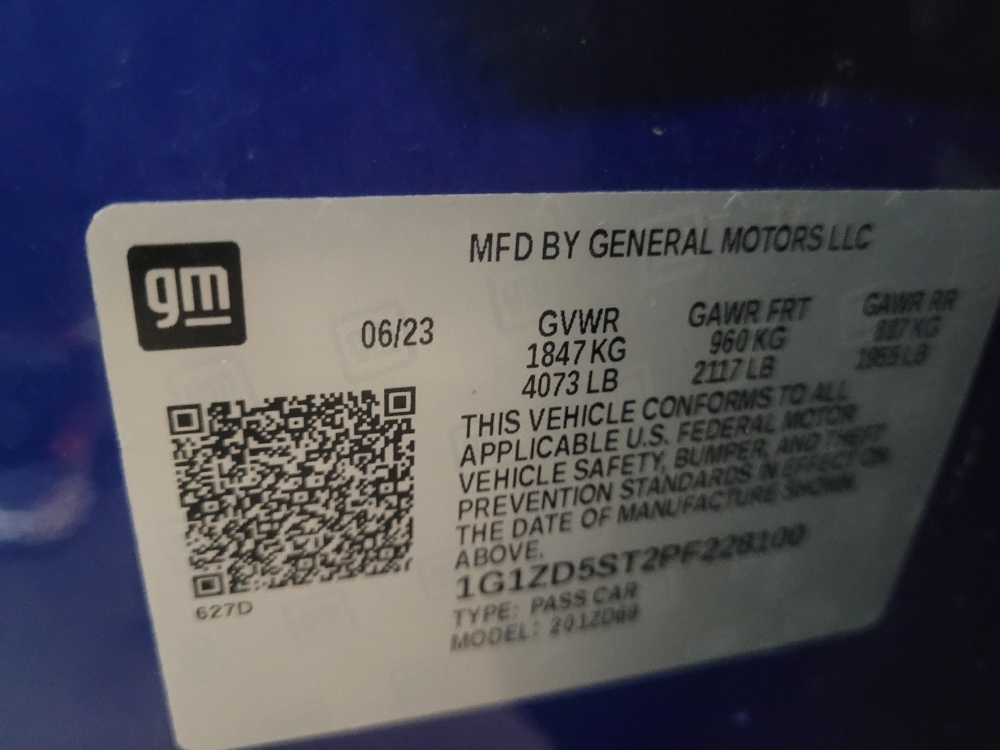 gm
MFD BY GENERAL MOTORS LLC
06/23
GVWR
1847 KG
4073 LB
GAWR FRT
960 KG
2117 LB
GAWR RR
887 KG
1955 LB
THIS VEHICLE CONFORMS TO ALL
APPLICABLE U.S. FEDERAL MOTOR
VEHICLE SAFETY, BUMPER, AND THEFT
PREVENTION STANDARDS IN EFFECT ON
THE DATE OF MANUFACTURE SHOWN
ABOVE.
1G1ZD5ST2PF228100
TYPE: PASS CAR
MODEL:
627D